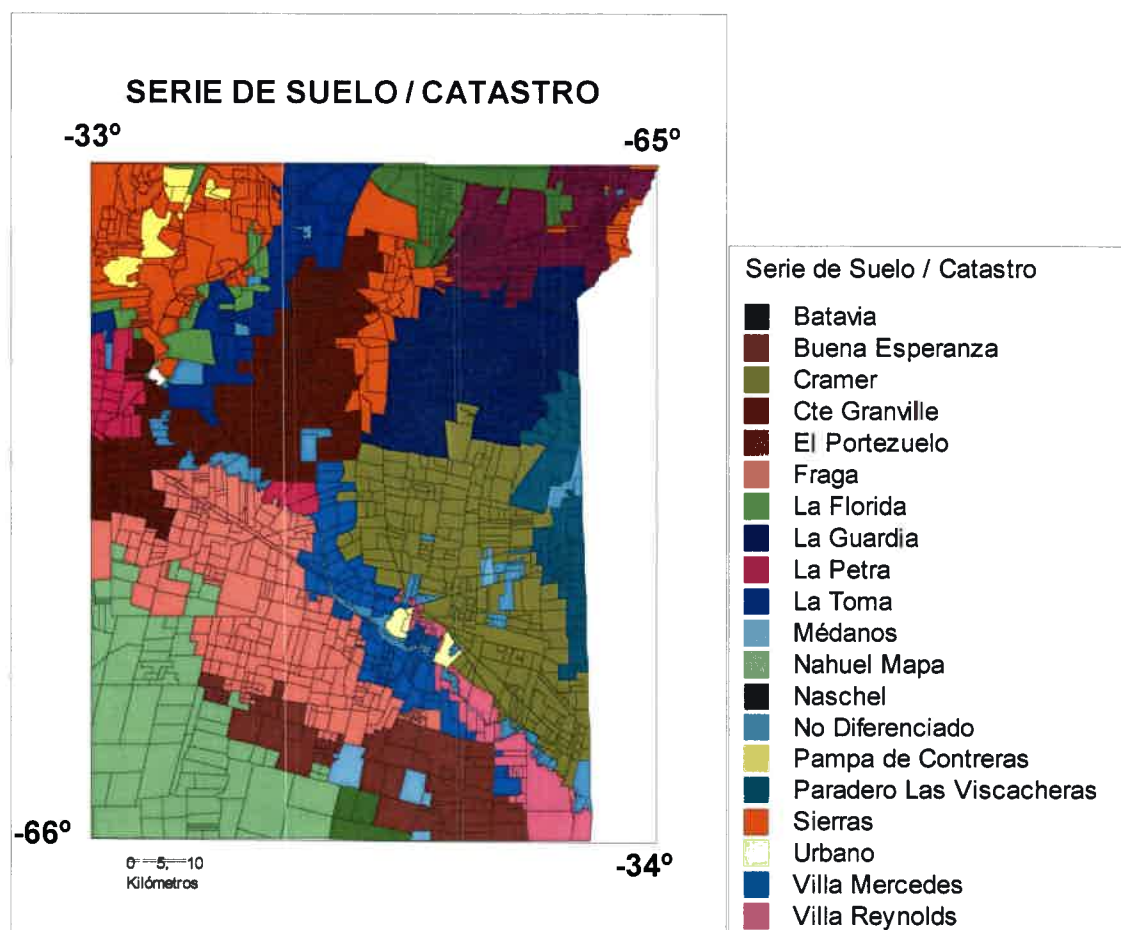 SERIE DE SUELO / CATASTRO
-33º
-65º
-66º
-34º
0 5, 10
Kilómetros
Serie de Suelo / Catastro
Batavia
Buena Esperanza
Cramer
Cte Granville
El Portezuelo
Fraga
La Florida
La Guardia
La Petra
La Toma
Médanos
Nahuel Mapa
Naschel
No Diferenciado
Pampa de Contreras
Paradero Las Viscacheras
Sierras
Urbano
Villa Mercedes
Villa Reynolds